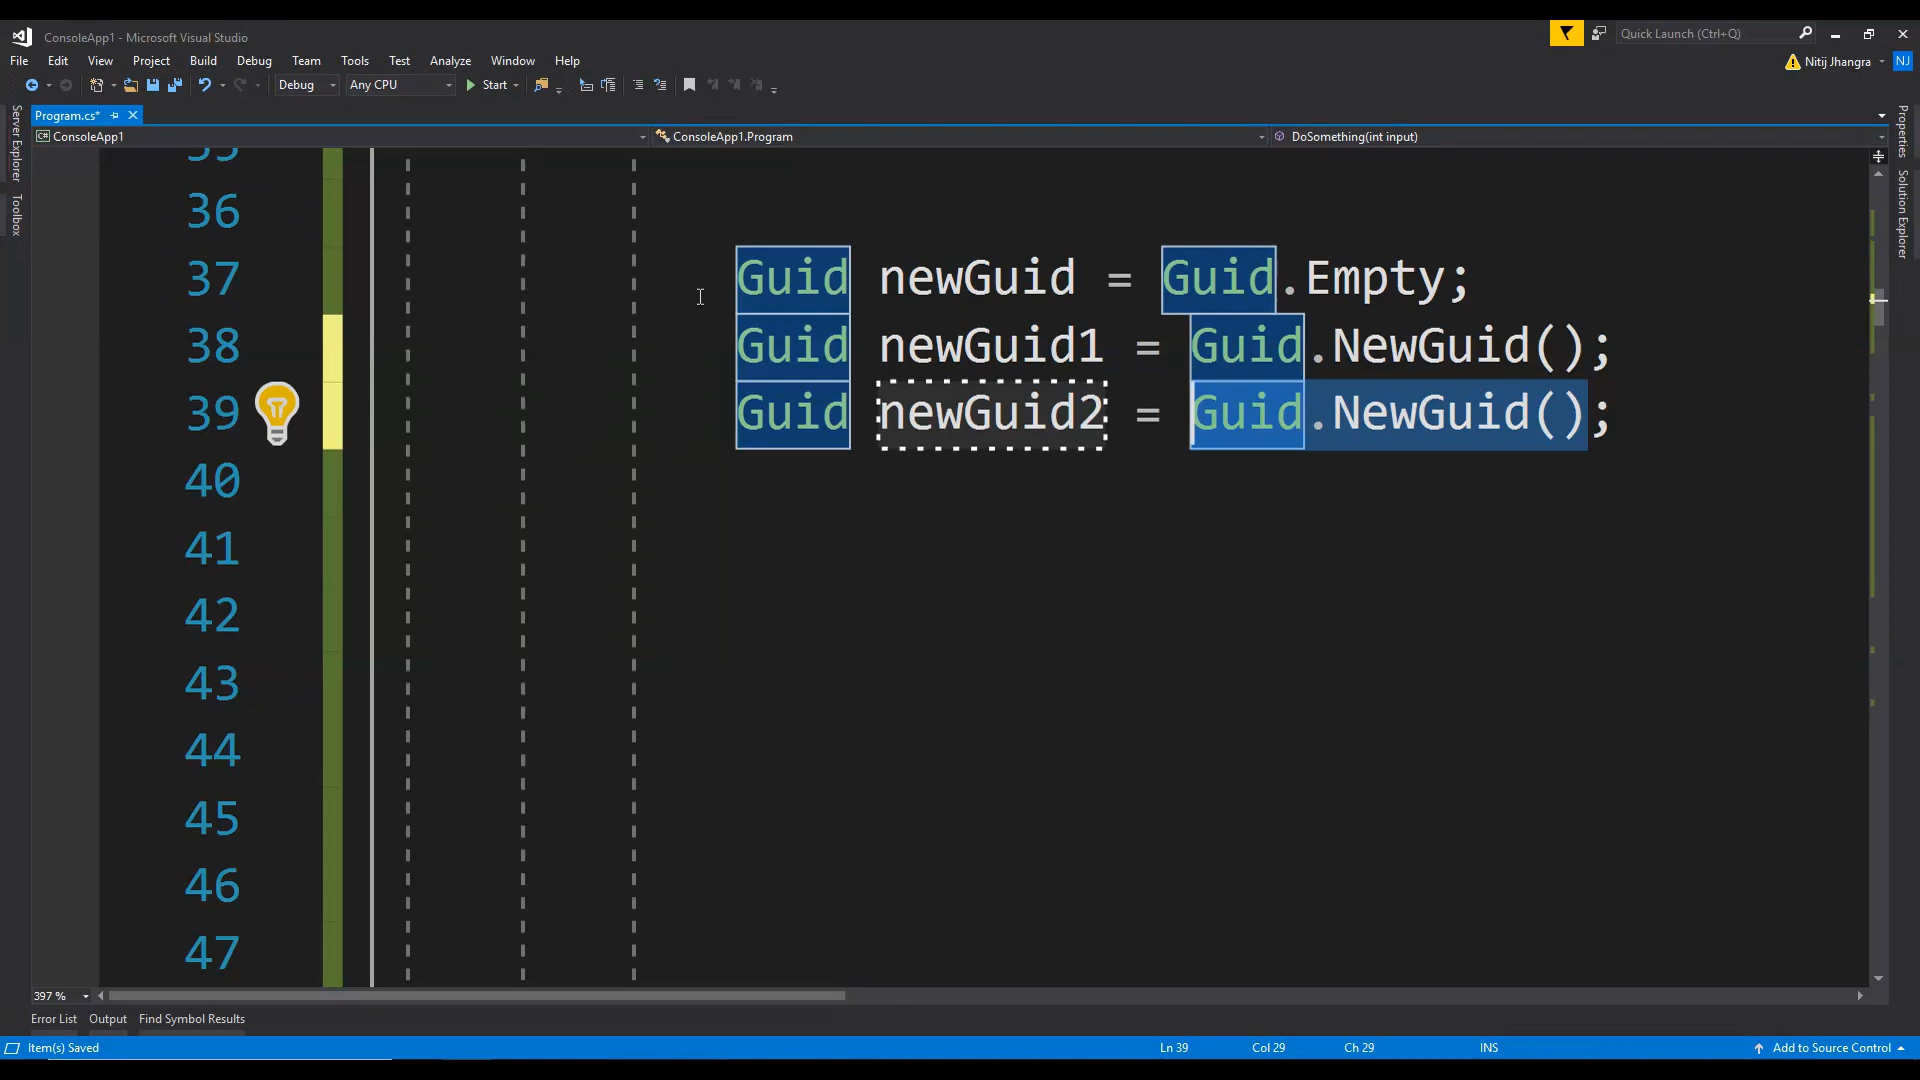 ConsoleApp1 - Microsoft Visual Studio
Quick Launch (Ctrl+Q)
File Edit View Project Build Debug Team Tools Test Analyze Window Help
Nitij Jhangra NJ
Debug Any CPU Start
Program.cs*
ConsoleApp1 ConsoleApp1.Program DoSomething(int input)
Server Explorer
Toolbox
Properties
Solution Explorer
35
36
37 Guid newGuid = Guid.Empty;
38 Guid newGuid1 = Guid.NewGuid();
39 Guid newGuid2 = Guid.NewGuid();
40
41
42
43
44
45
46
47
397 %
Error List Output Find Symbol Results
Item(s) Saved Ln 39 Col 29 Ch 29 INS Add to Source Control